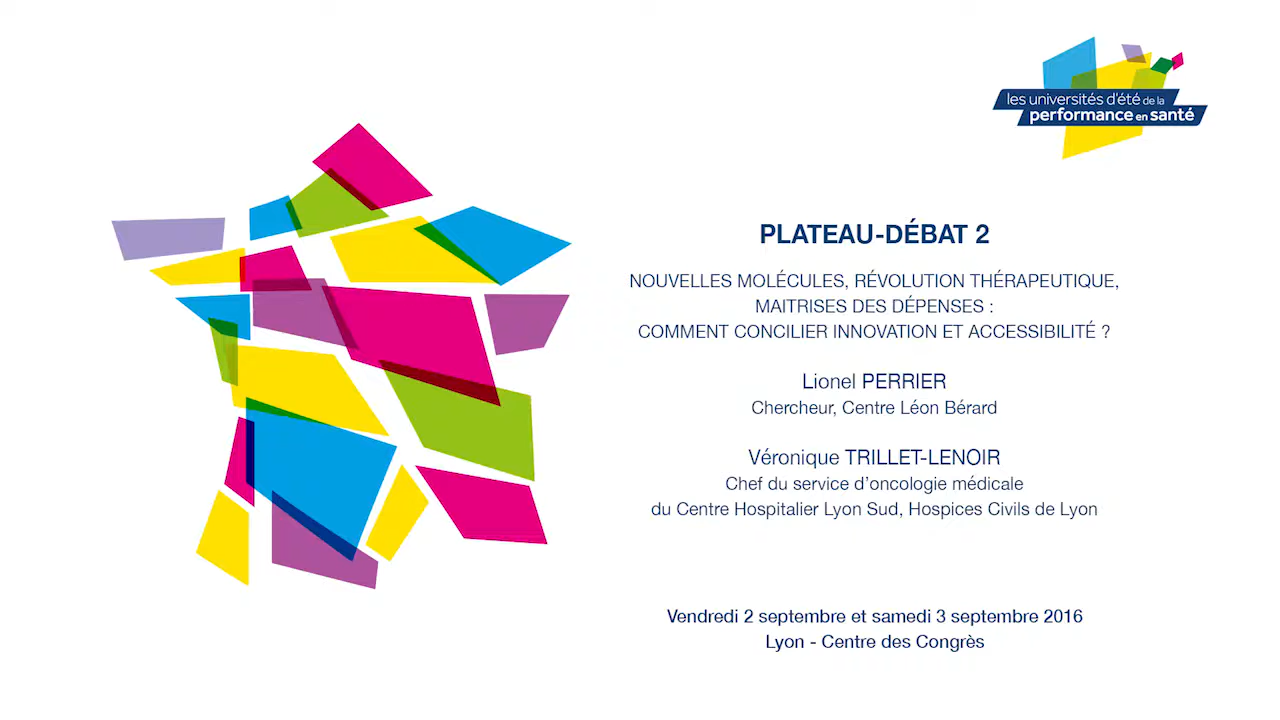 les universités d'été de la
performance en santé
PLATEAU-DÉBAT 2
NOUVELLES MOLÉCULES, RÉVOLUTION THÉRAPEUTIQUE,
MAITRISES DES DÉPENSES :
COMMENT CONCILIER INNOVATION ET ACCESSIBILITÉ ?
Lionel PERRIER
Chercheur, Centre Léon Bérard
Véronique TRILLET-LENOIR
Chef du service d'oncologie médicale
du Centre Hospitalier Lyon Sud, Hospices Civils de Lyon
Vendredi 2 septembre et samedi 3 septembre 2016
Lyon - Centre des Congrès